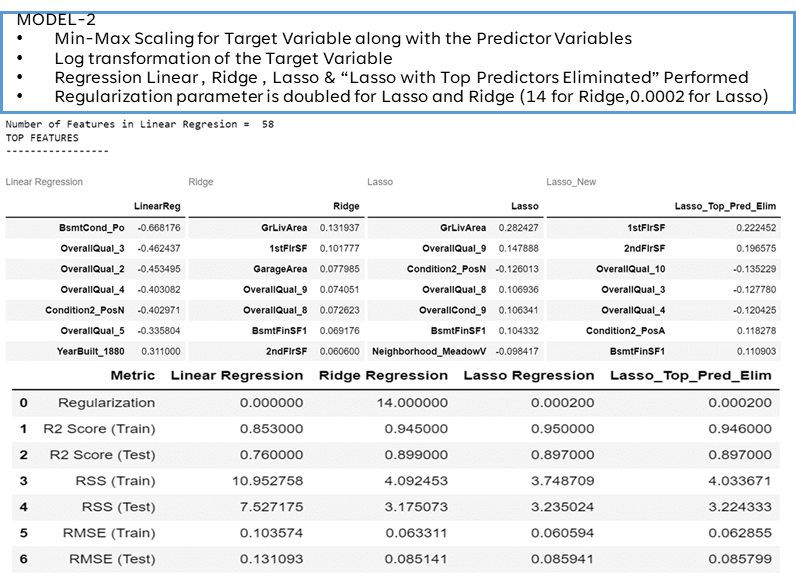 MODEL-2
• Min-Max Scaling for Target Variable along with the Predictor Variables
• Log transformation of the Target Variable
• Regression Linear , Ridge , Lasso & “Lasso with Top Predictors Eliminated” Performed
• Regularization parameter is doubled for Lasso and Ridge (14 for Ridge,0.0002 for Lasso)
Number of Features in Linear Regresion = 58
TOP FEATURES
-----------------
Linear Regression Ridge Lasso Lasso_New
LinearReg Ridge Lasso Lasso_Top_Pred_Elim
BsmtCond_Po -0.668176 GrLivArea 0.131937 GrLivArea 0.282427 1stFlrSF 0.222452
OverallQual_3 -0.462437 1stFlrSF 0.101777 OverallQual_9 0.147888 2ndFlrSF 0.196575
OverallQual_2 -0.453495 GarageArea 0.077985 Condition2_PosN -0.126013 OverallQual_10 -0.135229
OverallQual_4 -0.403082 OverallQual_9 0.074051 OverallQual_8 0.106936 OverallQual_3 -0.127780
Condition2_PosN -0.402971 OverallQual_8 0.072623 OverallCond_9 0.106341 OverallQual_4 -0.120425
OverallQual_5 -0.335804 BsmtFinSF1 0.069176 BsmtFinSF1 0.104332 Condition2_PosA 0.118278
YearBuilt_1880 0.311000 2ndFlrSF 0.060600 Neighborhood_MeadowV -0.098417 BsmtFinSF1 0.110903
Metric Linear Regression Ridge Regression Lasso Regression Lasso_Top_Pred_Elim
0 Regularization 0.000000 14.000000 0.000200 0.000200
1 R2 Score (Train) 0.853000 0.945000 0.950000 0.946000
2 R2 Score (Test) 0.760000 0.899000 0.897000 0.897000
3 RSS (Train) 10.952758 4.092453 3.748709 4.033671
4 RSS (Test) 7.527175 3.175073 3.235024 3.224333
5 RMSE (Train) 0.103574 0.063311 0.060594 0.062855
6 RMSE (Test) 0.131093 0.085141 0.085941 0.085799